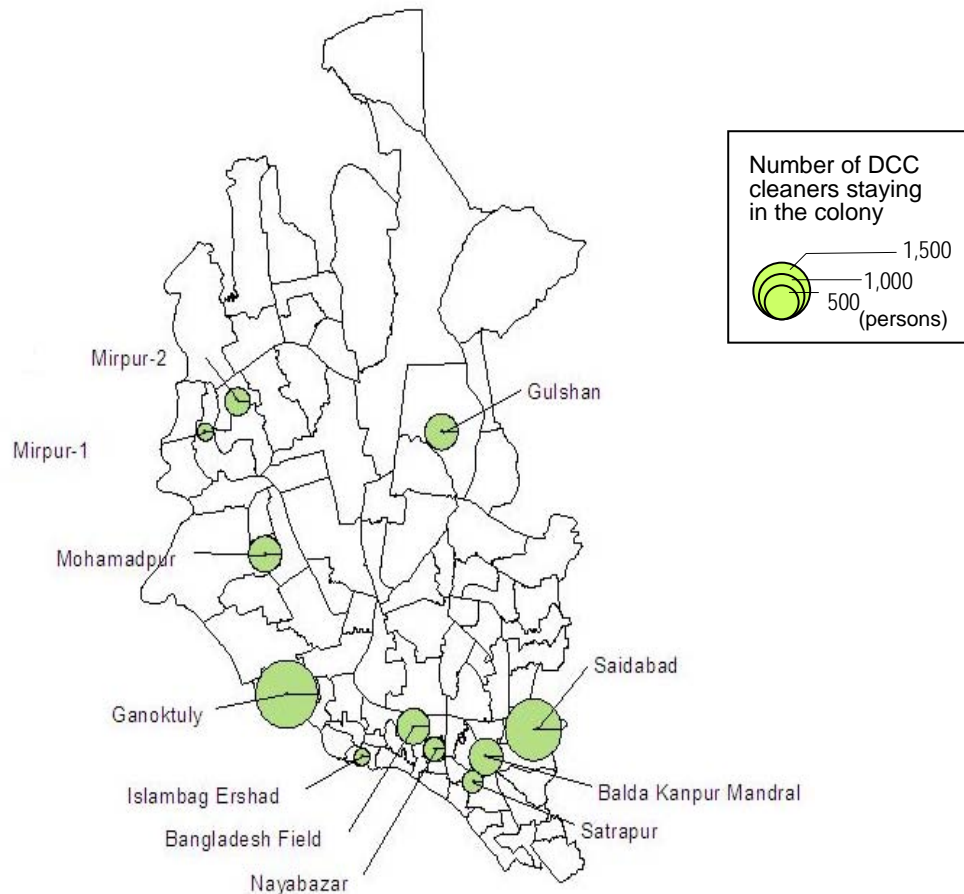 Number of DCC
cleaners staying
in the colony
1,500
1,000
500
(persons)
Mirpur-2
Gulshan
Mirpur-1
Mohamadpur
Saidabad
Ganoktuly
Islambag Ershad
Balda Kanpur Mandral
Bangladesh Field
Satrapur
Nayabazar